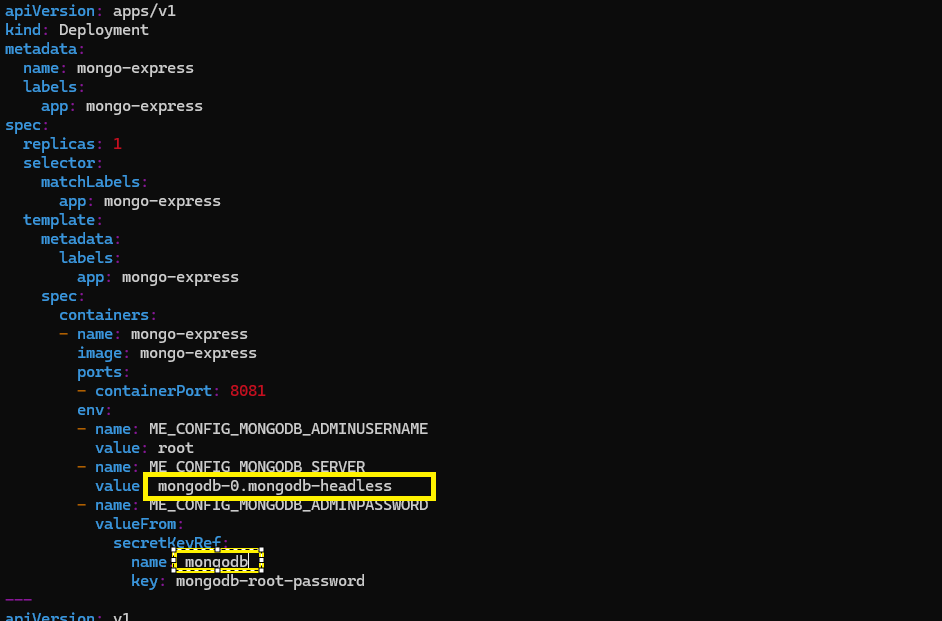 apiVersion: apps/v1
kind: Deployment
metadata:
  name: mongo-express
  labels:
    app: mongo-express
spec:
  replicas: 1
  selector:
    matchLabels:
      app: mongo-express
  template:
    metadata:
      labels:
        app: mongo-express
    spec:
      containers:
      - name: mongo-express
        image: mongo-express
        ports:
        - containerPort: 8081
        env:
        - name: ME_CONFIG_MONGODB_ADMINUSERNAME
          value: root
        - name: ME_CONFIG_MONGODB_SERVER
          value mongodb-0.mongodb-headless
        - name: ME_CONFIG_MONGODB_ADMINPASSWORD
          valueFrom:
            secretKeyRef:
              name mongodb
              key: mongodb-root-password
---
apiVersion: v1